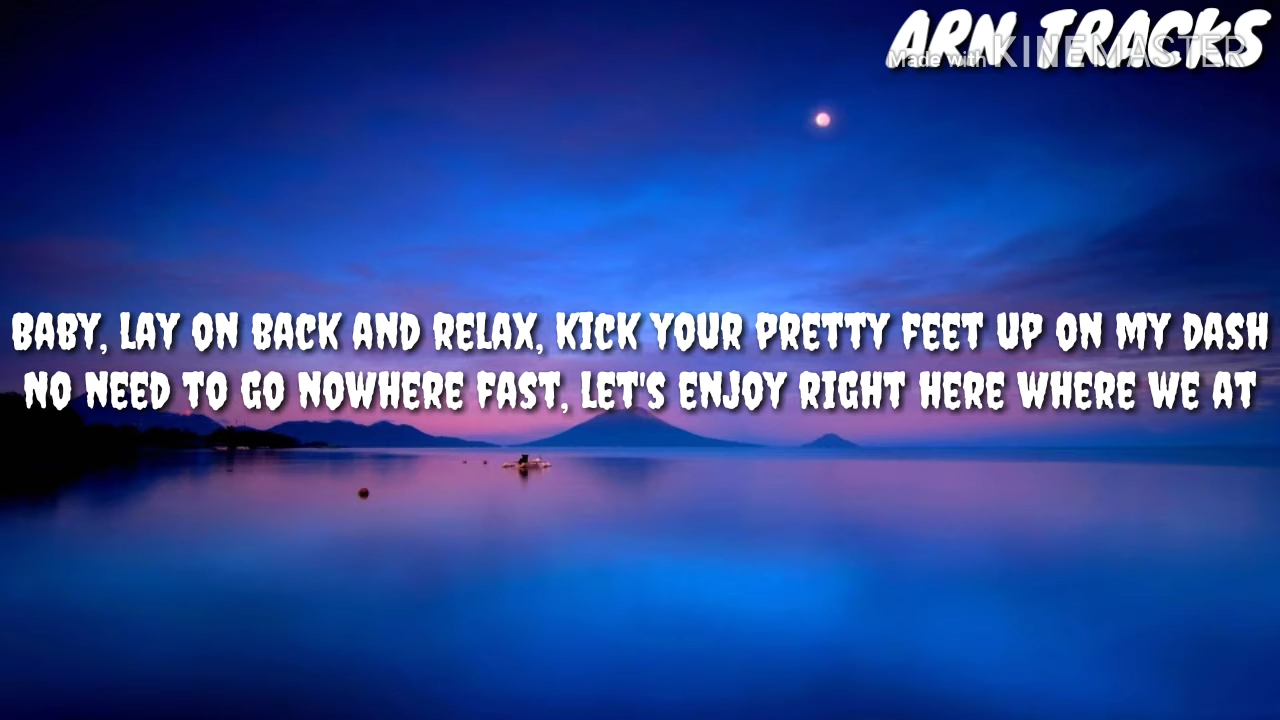 ARN TRACKS
Made with KINEMASTER
BABY, LAY ON BACK AND RELAX, KICK YOUR PRETTY FEET UP ON MY DASH
NO NEED TO GO NOWHERE FAST, LET'S ENJOY RIGHT HERE WHERE WE AT